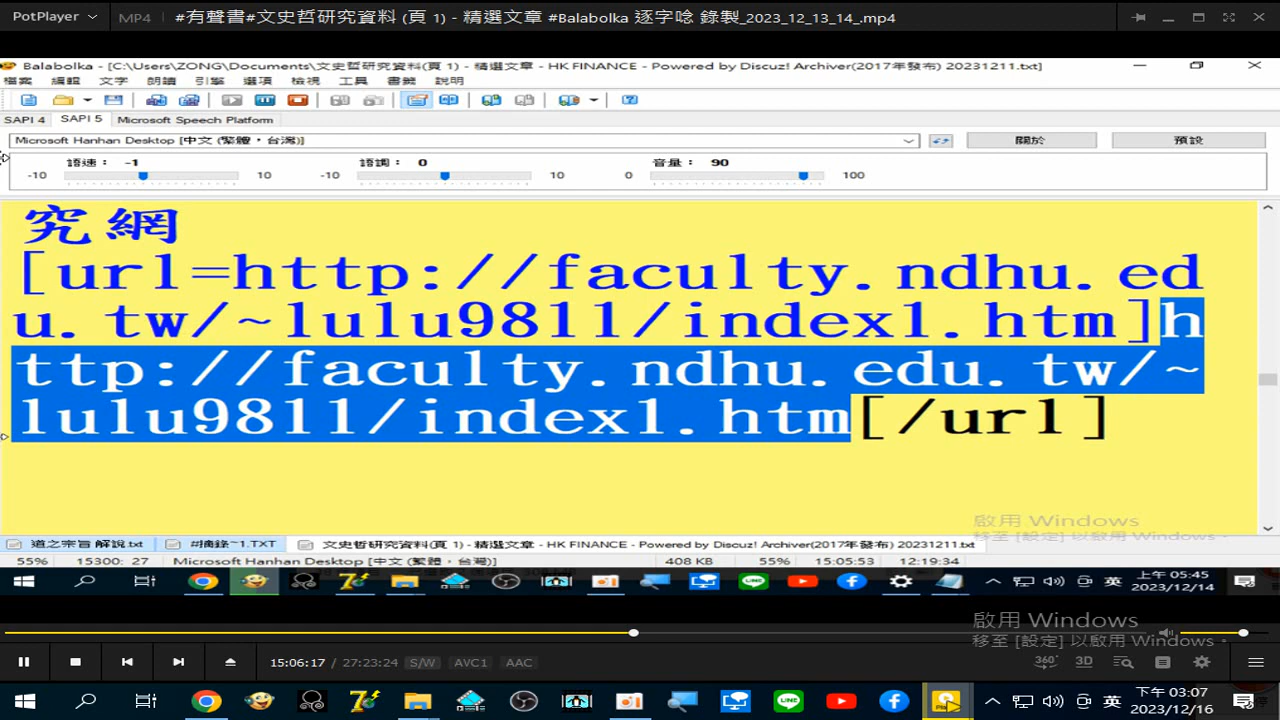 PotPlayer
MP4
#有聲書#文史哲研究資料 (頁 1) - 精選文章 #Balabolka 逐字唸 錄製_2023_12_13_14_.mp4
Balabolka - [C:\Users\ZONG\Documents\文史哲研究資料(頁 1) - 精選文章 - HK FINANCE - Powered by Discuz! Archiver(2017年發布) 20231211.txt]
檔案 編輯 文字 朗讀 引擎 選項 檢視 工具 書籤 說明
SAPI 4 SAPI 5 Microsoft Speech Platform
Microsoft Hanhan Desktop [中文 (繁體，台灣)]
關於
預設
語速： -1 語調： 0 音量： 90
-10 10 -10 10 0 100
究網
[url=http://faculty.ndhu.ed
u.tw/~lulu9811/index1.htm]h
ttp://faculty.ndhu.edu.tw/~
lulu9811/index1.htm[/url]
啟用 Windows
移至 [設定] 以啟用 Windows。
道之宗旨 解說.txt
#摘錄~1.TXT
文史哲研究資料(頁 1) - 精選文章 - HK FINANCE - Powered by Discuz! Archiver(2017年發布) 20231211.txt
55% 15300: 27 Microsoft Hanhan Desktop [中文 (繁體，台灣)] 408 KB 55% 15:05:53 12:19:34
英
上午 05:45
2023/12/14
啟用 Windows
移至 [設定] 以啟用 Windows。
15:06:17 / 27:23:24 S/W AVC1 AAC
360° 3D
英
下午 03:07
2023/12/16